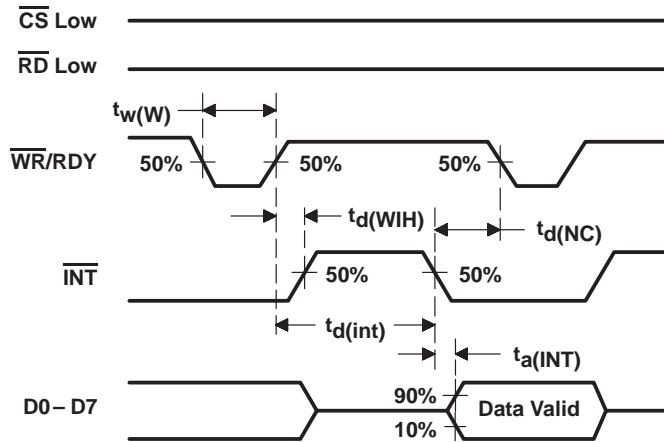 CS Low
RD Low
tw(W)
WR/RDY
50%
50%
50%
td(WIH)
td(NC)
INT
50%
50%
td(int)
ta(INT)
D0–D7
90%
Data Valid
10%